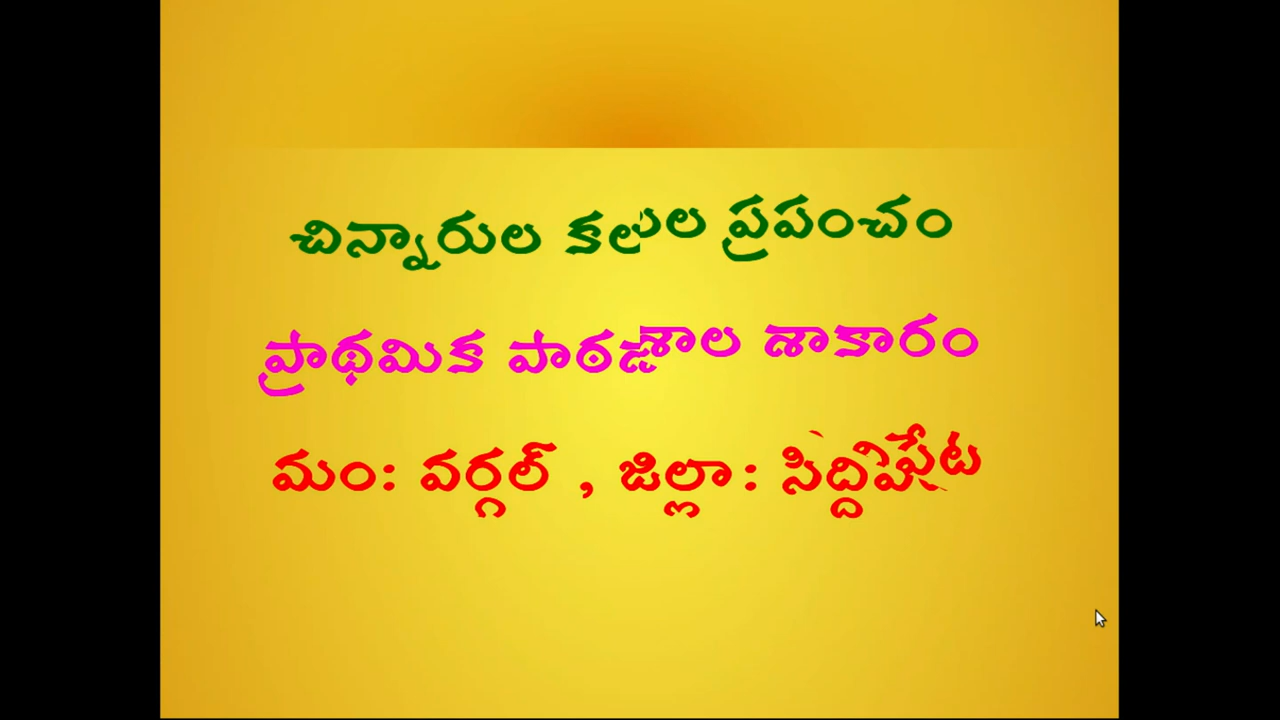 చిన్నారుల కలల ప్రపంచం
ప్రాథమిక పాఠశాల శాకారం
మం: వర్గల్ , జిల్లా: సిద్దిపేట